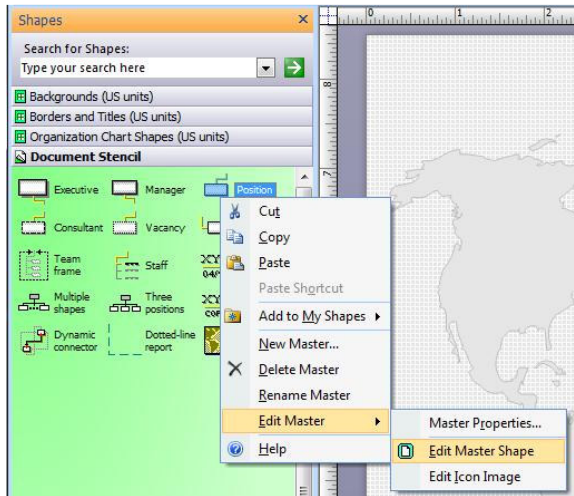 Shapes
Search for Shapes:
Type your search here
Backgrounds (US units)
Borders and Titles (US units)
Organization Chart Shapes (US units)
Document Stencil
Executive
Manager
Position
Consultant
Vacancy
Team
frame
Staff
Multiple
shapes
Three
positions
Dynamic
connector
Dotted-line
report
Cut
Copy
Paste
Paste Shortcut
Add to My Shapes
New Master...
Delete Master
Rename Master
Edit Master
Help
Master Properties...
Edit Master Shape
Edit Icon Image
0 1 2
8
7